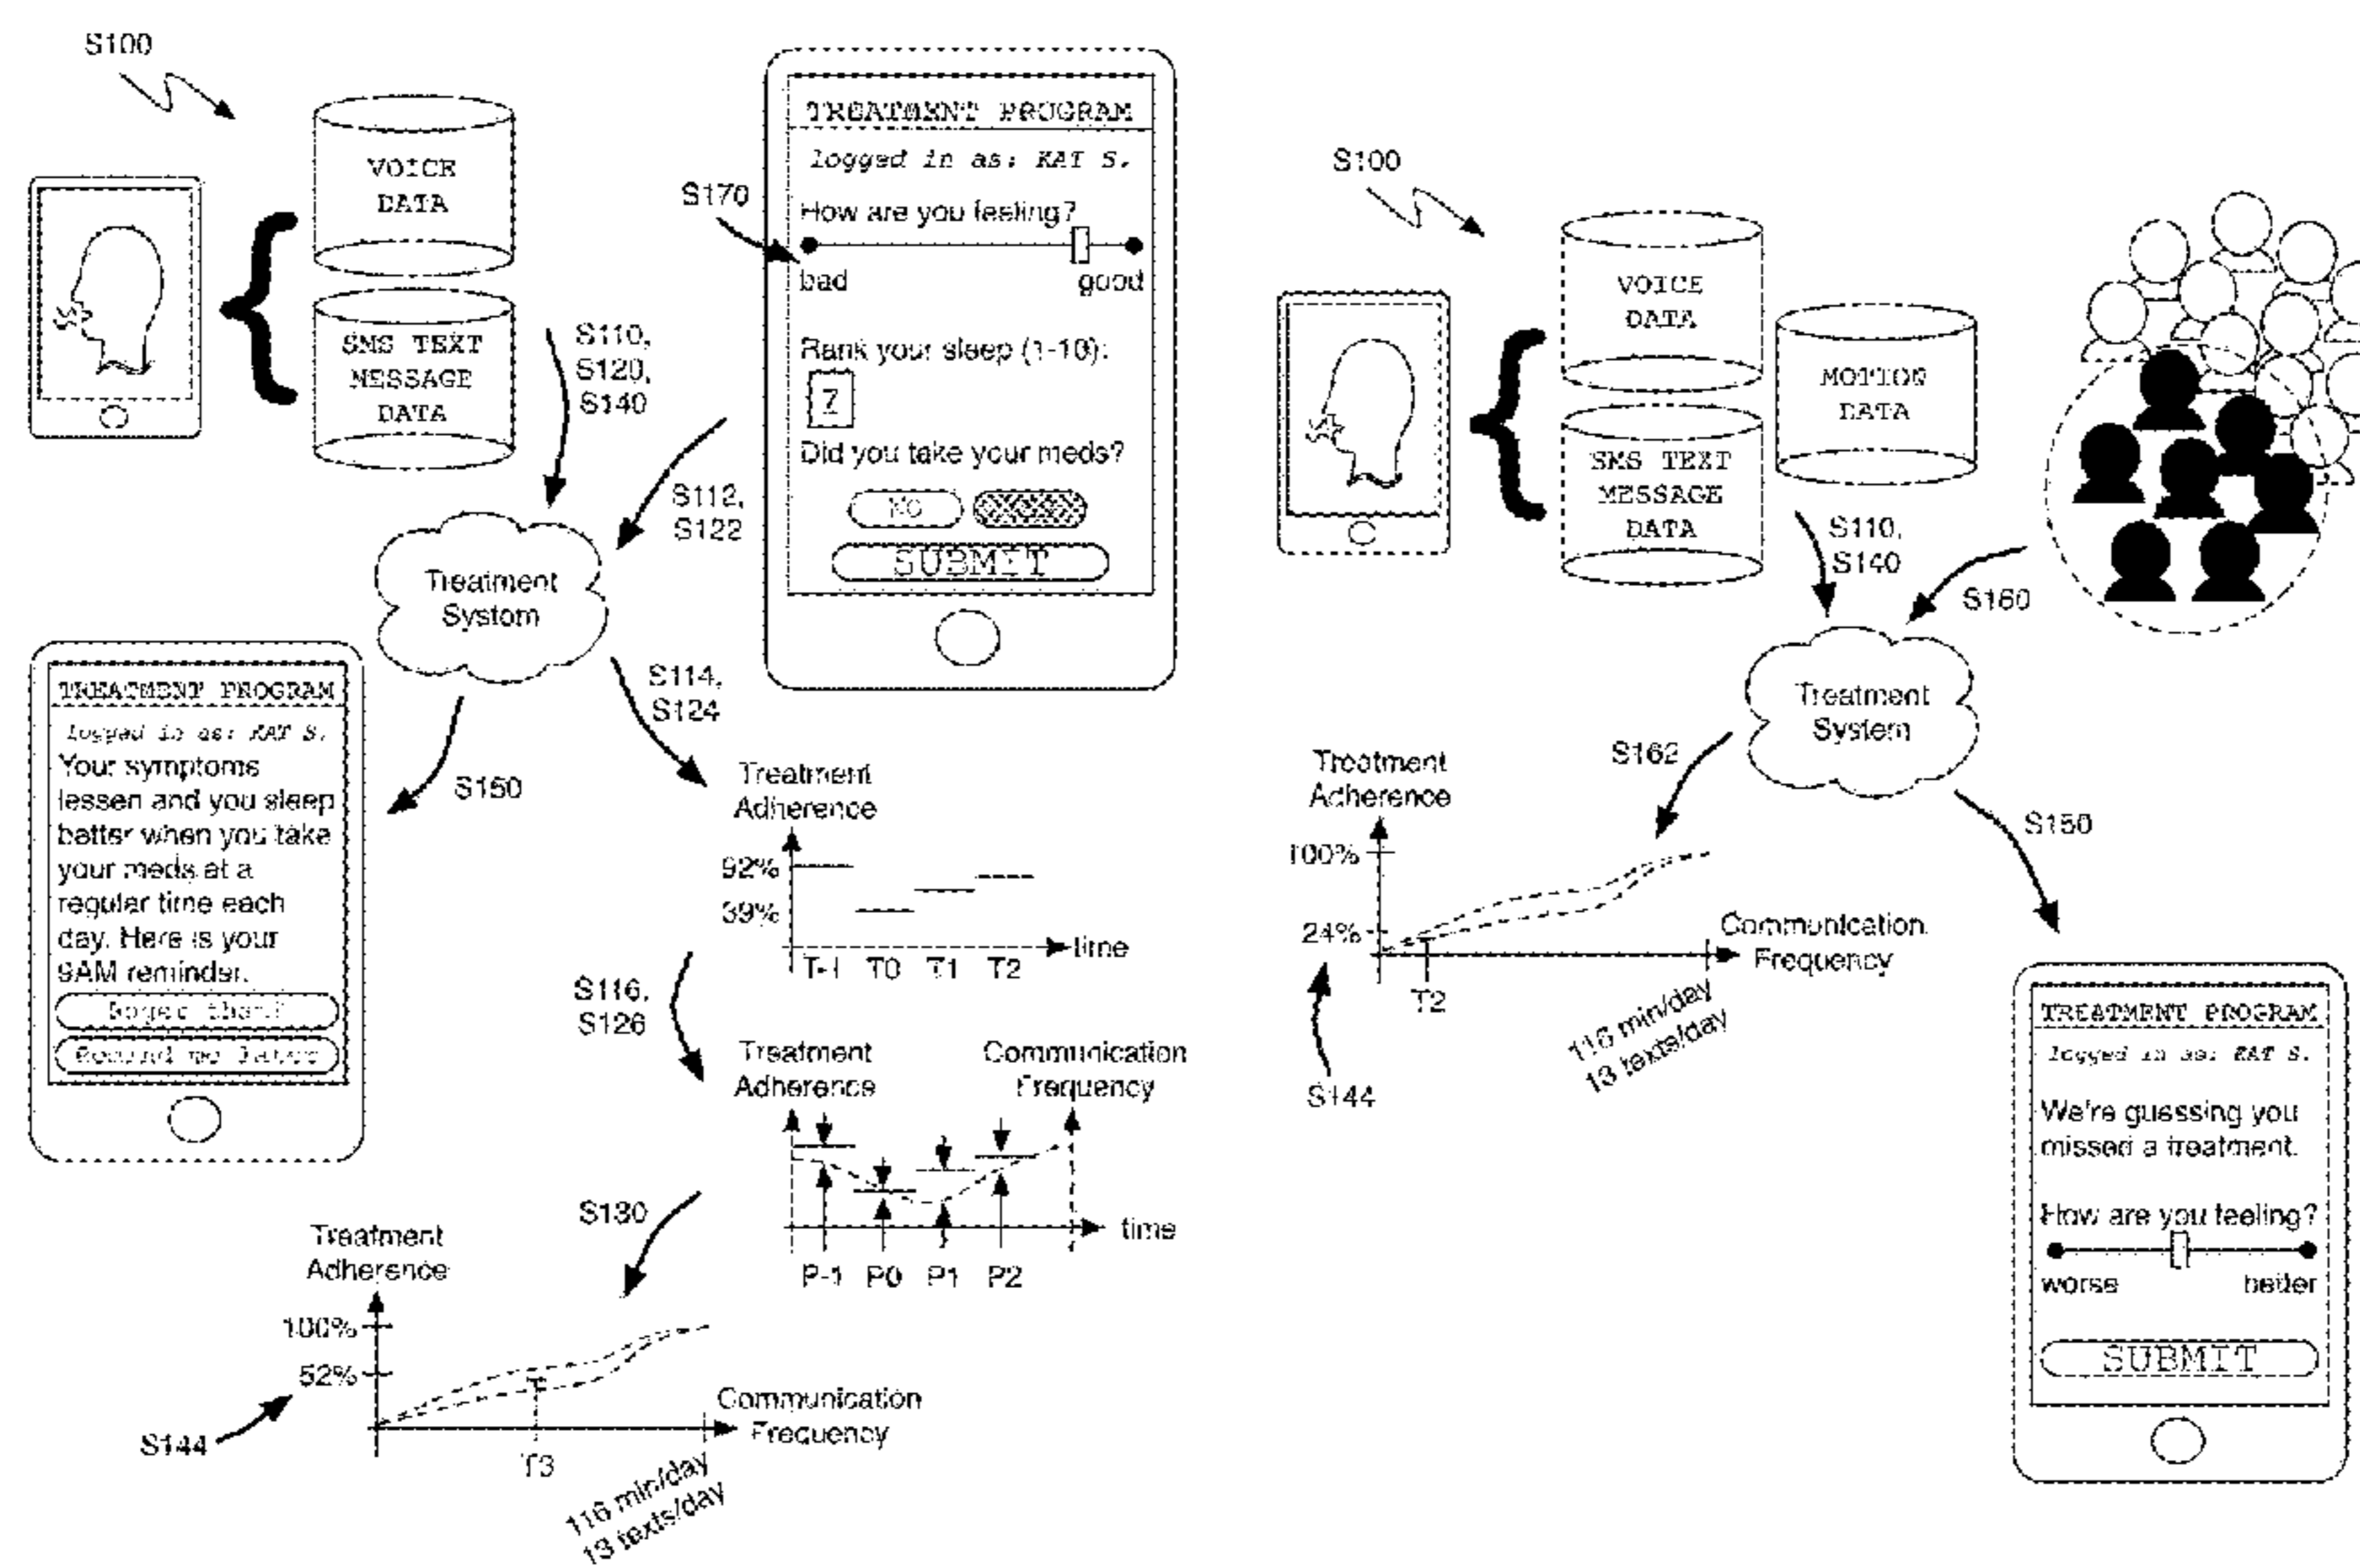 S100
VOICE
DATA
SMS TEXT
MESSAGE
DATA
S110,
S120,
S140
S170
TREATMENT PROGRAM
logged in as: KAT S.
How are you feeling?
bad good
Rank your sleep (1-10):
7
Did you take your meds?
NO
SUBMIT
S112,
S122
Treatment
System
S114,
S124
S150
TREATMENT PROGRAM
logged in as: KAT S.
Your symptoms
lessen and you sleep
better when you take
your meds at a
regular time each
day. Here is your
9AM reminder.
Roger that!
Remind me later
Treatment
Adherence
92%
39%
time
T-1 T0 T1 T2
S116,
S126
Treatment
Adherence
Communication
Frequency
time
P-1 P0 P1 P2
S130
Treatment
Adherence
100%
52%
S144
T3
Communication
Frequency
116 min/day
13 texts/day
S100
VOICE
DATA
SMS TEXT
MESSAGE
DATA
MOTION
DATA
S110,
S140
S160
Treatment
System
S162
S150
Treatment
Adherence
100%
24%
T2
Communication
Frequency
116 min/day
13 texts/day
S144
TREATMENT PROGRAM
logged in as: KAT S.
We're guessing you
missed a treatment.
How are you feeling?
worse better
SUBMIT